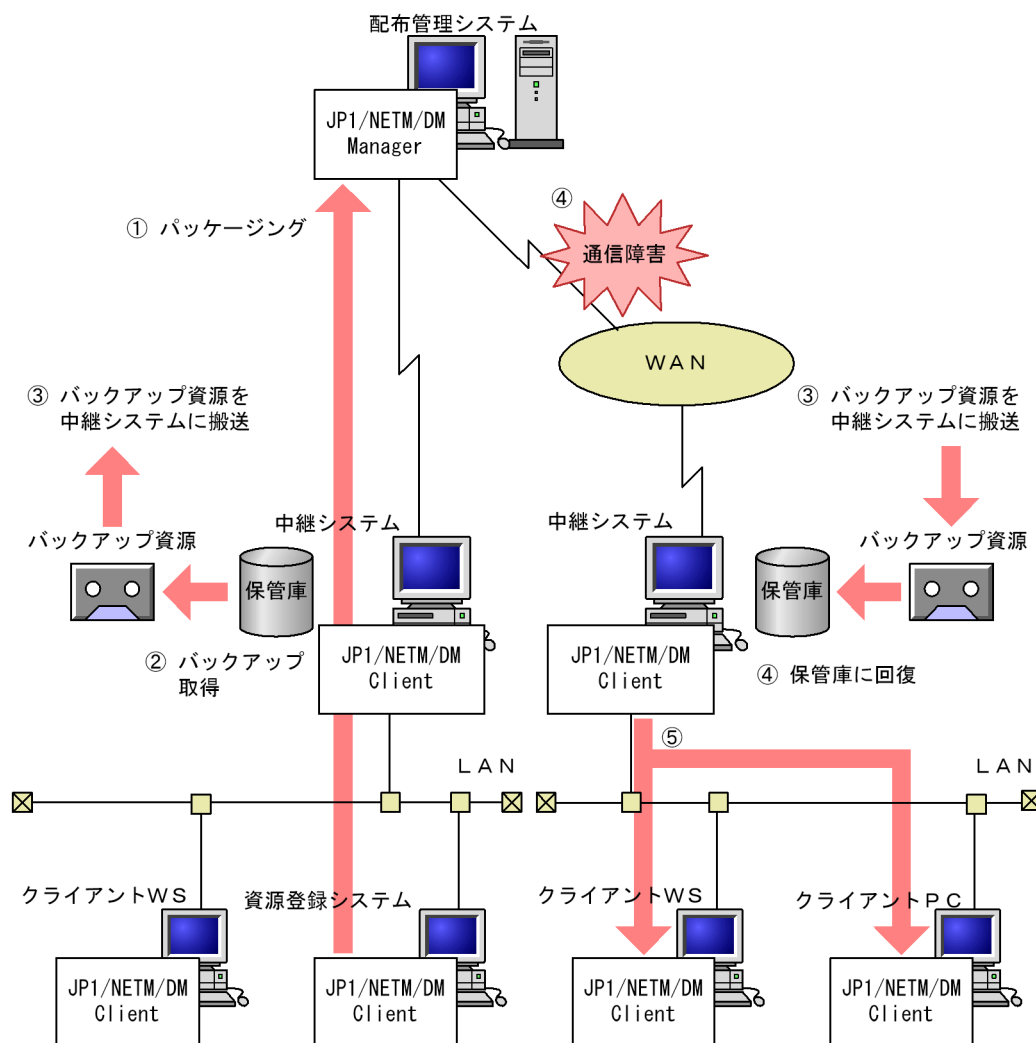 配布管理システム
JP1/NETM/DM
Manager
① パッケージング
④
通信障害
WAN
③ バックアップ資源を
中継システムに搬送
③ バックアップ資源を
中継システムに搬送
バックアップ資源
保管庫
中継システム
中継システム
保管庫
バックアップ資源
② バックアップ
取得
JP1/NETM/DM
Client
JP1/NETM/DM
Client
④ 保管庫に回復
⑤
LAN
LAN
クライアントWS
資源登録システム
クライアントWS
クライアントPC
JP1/NETM/DM
Client
JP1/NETM/DM
Client
JP1/NETM/DM
Client
JP1/NETM/DM
Client